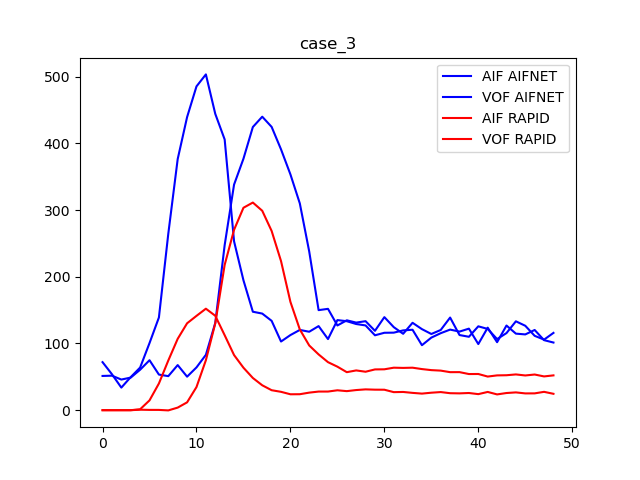 case_3
AIF AIFNET
VOF AIFNET
AIF RAPID
VOF RAPID
500
400
300
200
100
0
0 10 20 30 40 50